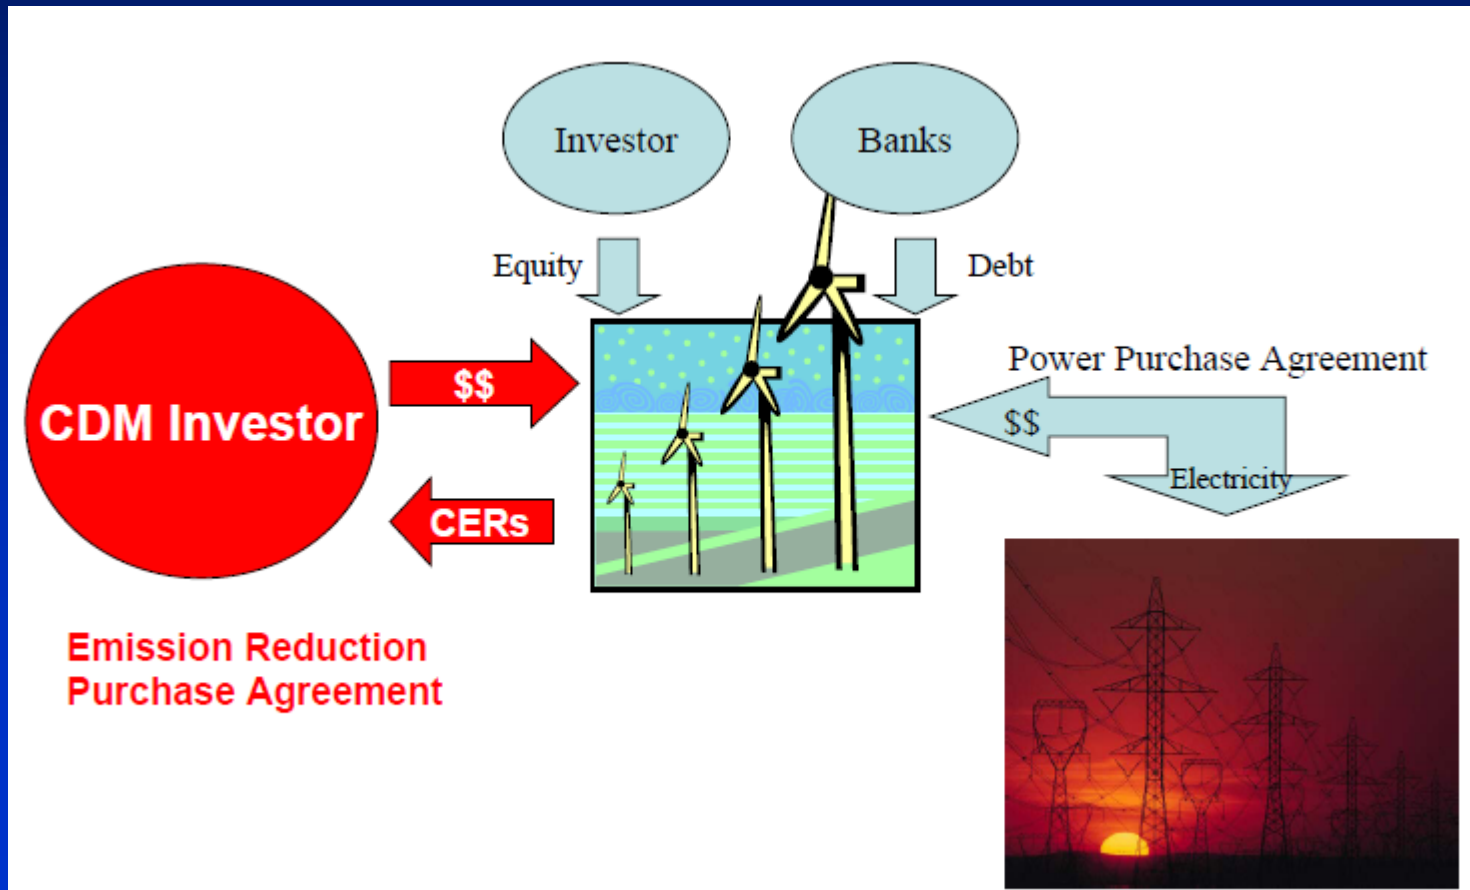 Investor
Banks
Equity
Debt
CDM Investor
$$
CERs
Power Purchase Agreement
$$
Electricity
Emission Reduction
Purchase Agreement